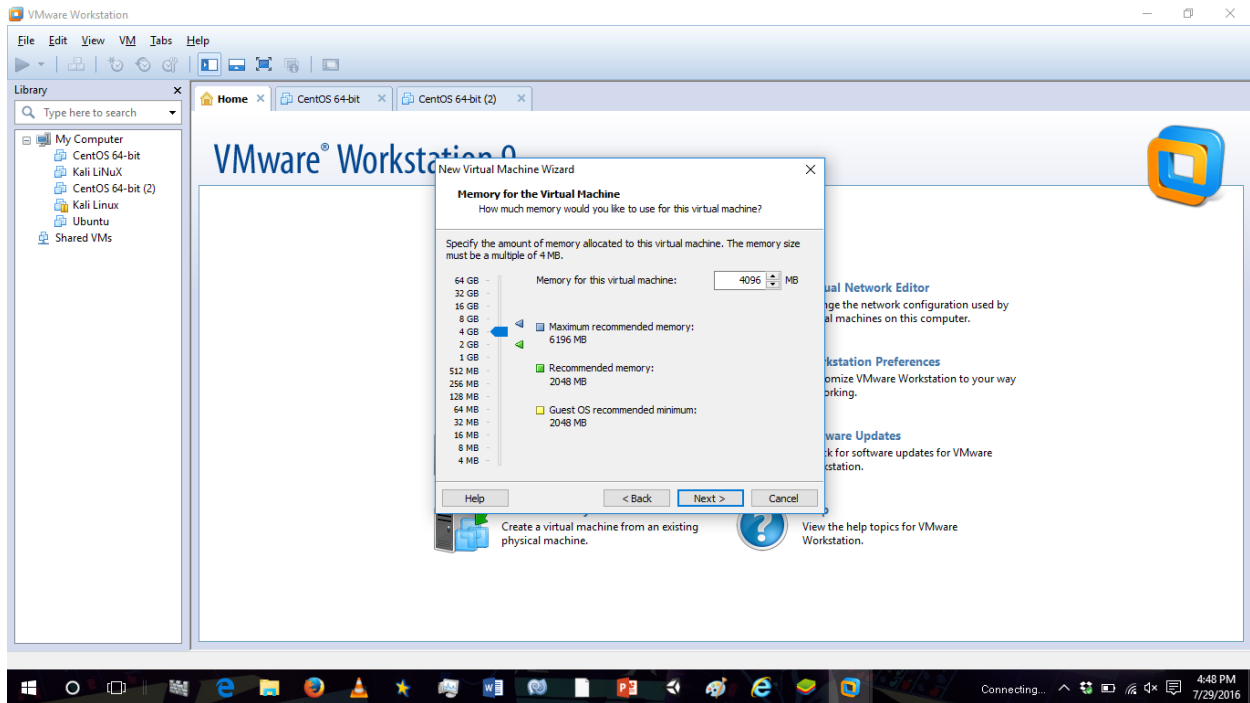 VMware Workstation
File Edit View VM Tabs Help
Library
Type here to search
My Computer
CentOS 64-bit
Kali LiNuX
CentOS 64-bit (2)
Kali Linux
Ubuntu
Shared VMs
Home
CentOS 64-bit
CentOS 64-bit (2)
VMware® Workstation 9
New Virtual Machine Wizard
Memory for the Virtual Machine
How much memory would you like to use for this virtual machine?
Specify the amount of memory allocated to this virtual machine. The memory size
must be a multiple of 4 MB.
Memory for this virtual machine: 4096 MB
64 GB
32 GB
16 GB
8 GB
4 GB
2 GB
1 GB
512 MB
256 MB
128 MB
64 MB
32 MB
16 MB
8 MB
4 MB
Maximum recommended memory:
6196 MB
Recommended memory:
2048 MB
Guest OS recommended minimum:
2048 MB
Help < Back Next > Cancel
ual Network Editor
nge the network configuration used by
al machines on this computer.
kstation Preferences
omize VMware Workstation to your way
orking.
ware Updates
k for software updates for VMware
kstation.
Create a virtual machine from an existing
physical machine.
View the help topics for VMware
Workstation.
Connecting...
4:48 PM
7/29/2016